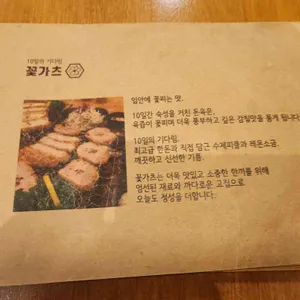 10일의 기다림
꽃가츠
입안에 꽃피는 맛.
10일간 숙성을 거친 돈육은,
육즙이 꽃피며 더욱 풍부하고 깊은 감칠맛을 품게 됩니다.
10일의 기다림.
최고급 한돈과 직접 담근 수제피클과 레몬소금.
깨끗하고 신선한 기름.
꽃가츠는 더욱 맛있고 소중한 한끼를 위해
엄선된 재료와 까다로운 고집으로
오늘도 정성을 더합니다.